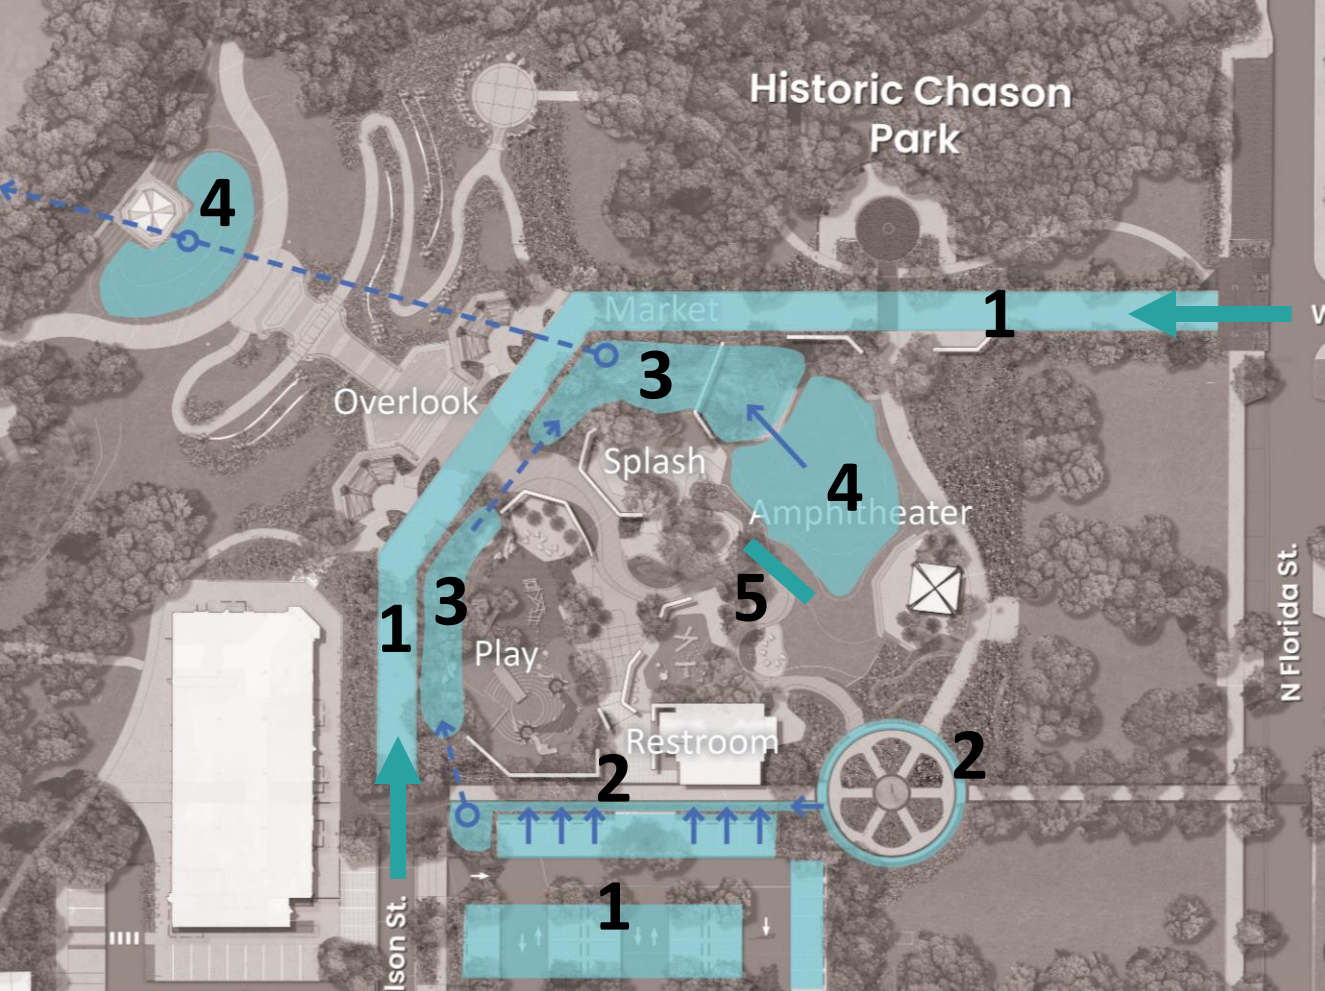 Historic Chason
Park
4
1
W
Market
3
Overlook
Splash
4
Amphitheater
5
3
1
Play
N Florida St.
Restroom
2
2
1
lson St.